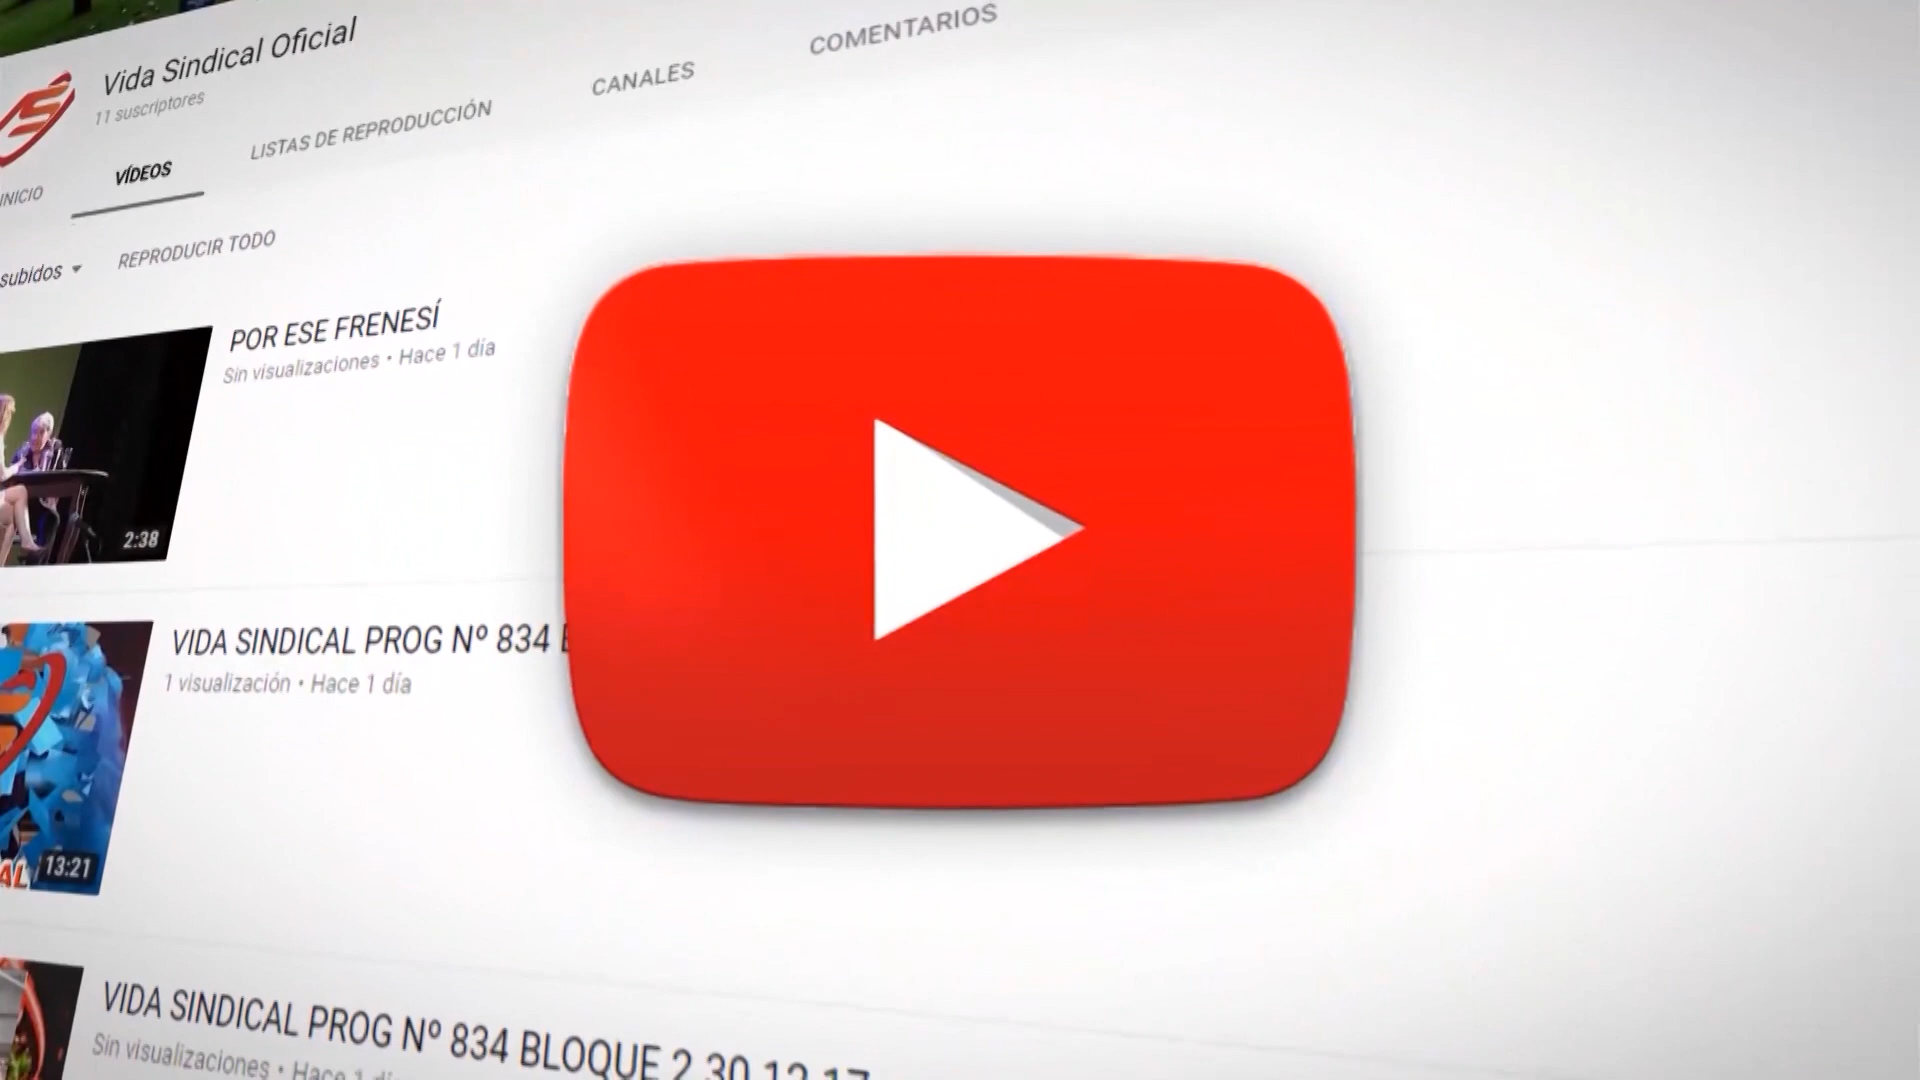 Vida Sindical Oficial
11 suscriptores
INICIO
VÍDEOS
LISTAS DE REPRODUCCIÓN
CANALES
COMENTARIOS
subidos
REPRODUCIR TODO
POR ESE FRENESÍ
Sin visualizaciones • Hace 1 día
2:38
VIDA SINDICAL PROG Nº 834
1 visualización • Hace 1 día
13:21
VIDA SINDICAL PROG Nº 834 BLOQUE 2 30 12 17
Sin visualizaciones • Hace 1